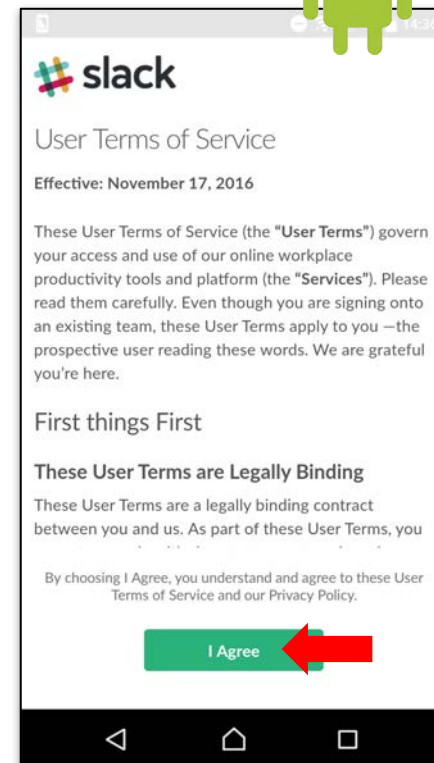 14:36
slack
User Terms of Service
Effective: November 17, 2016
These User Terms of Service (the “User Terms”) govern
your access and use of our online workplace
productivity tools and platform (the “Services”). Please
read them carefully. Even though you are signing onto
an existing team, these User Terms apply to you —the
prospective user reading these words. We are grateful
you’re here.
First things First
These User Terms are Legally Binding
These User Terms are a legally binding contract
between you and us. As part of these User Terms, you
By choosing I Agree, you understand and agree to these User
Terms of Service and our Privacy Policy.
I Agree